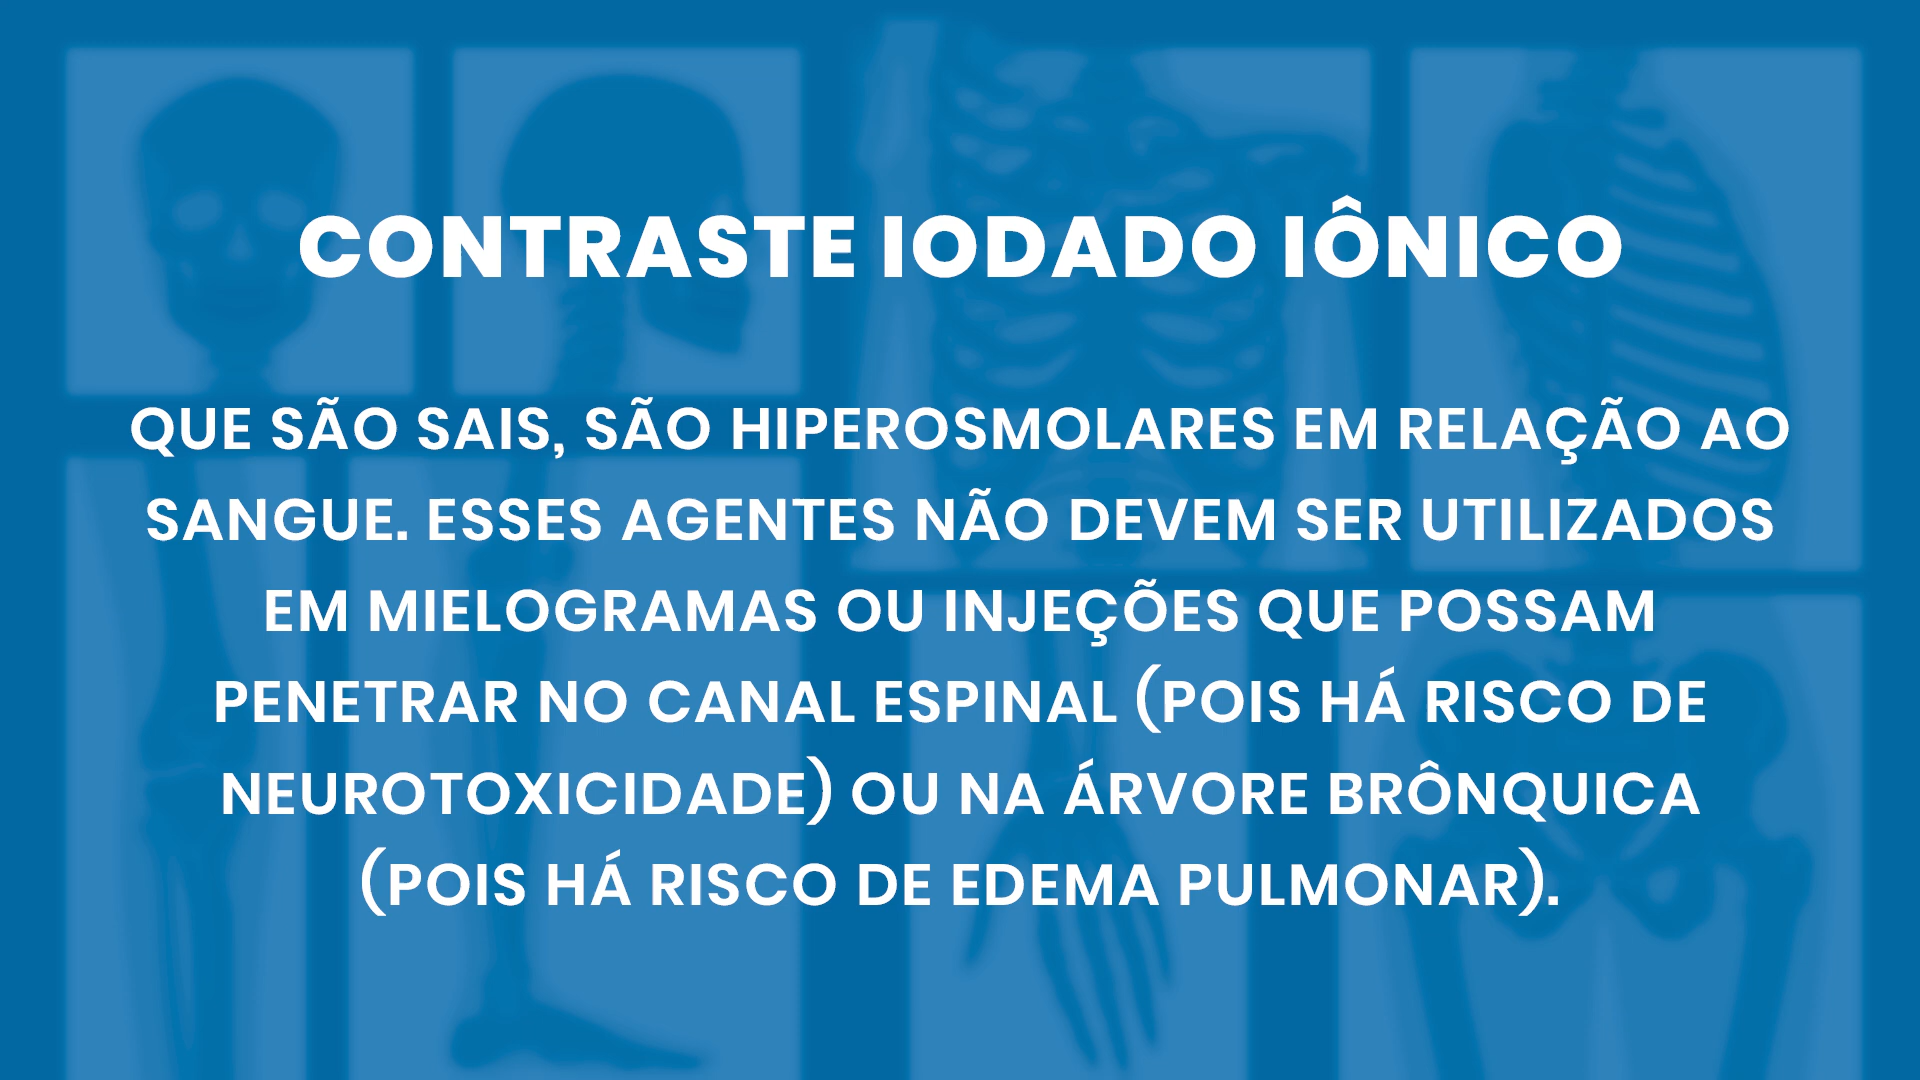 CONTRASTE IODADO IÔNICO
QUE SÃO SAIS, SÃO HIPEROSMOLARES EM RELAÇÃO AO
SANGUE. ESSES AGENTES NÃO DEVEM SER UTILIZADOS
EM MIELOGRAMAS OU INJEÇÕES QUE POSSAM
PENETRAR NO CANAL ESPINAL (POIS HÁ RISCO DE
NEUROTOXICIDADE) OU NA ÁRVORE BRÔNQUICA
(POIS HÁ RISCO DE EDEMA PULMONAR).